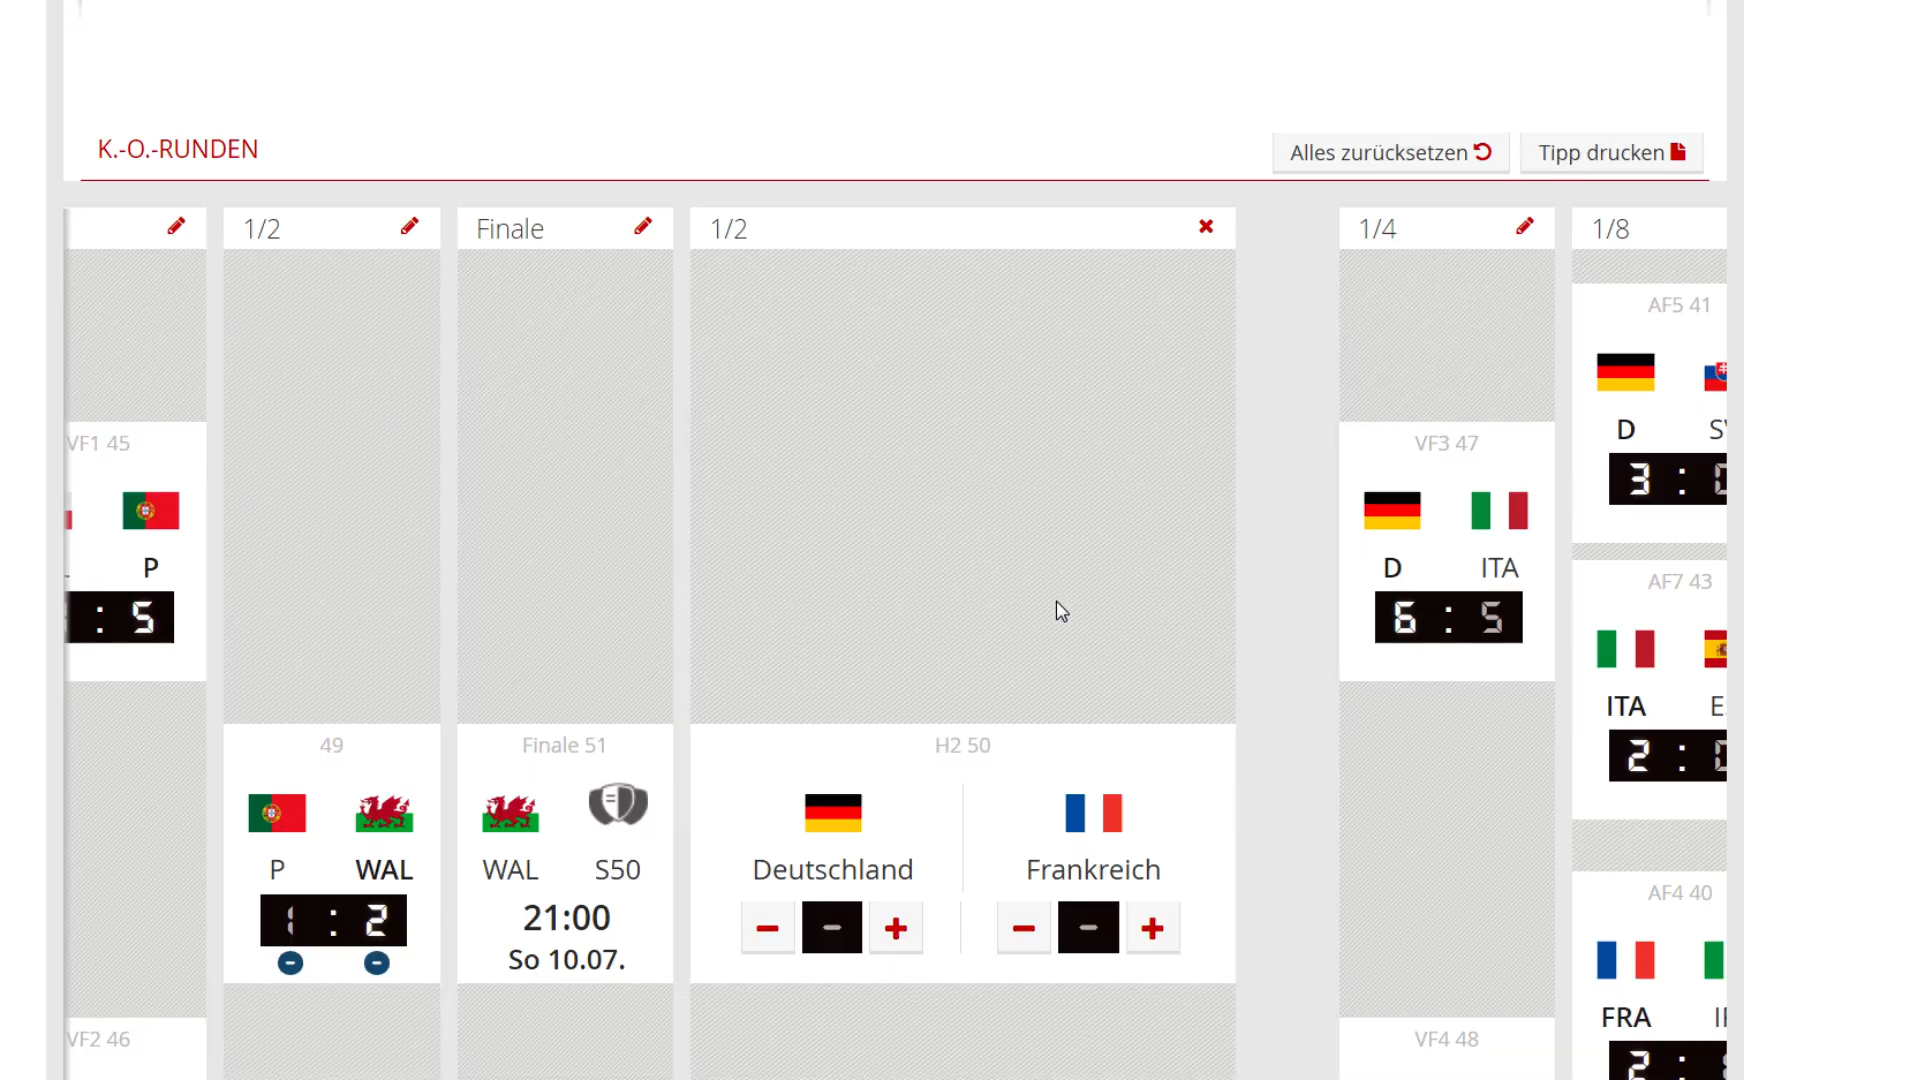 K.-O.-RUNDEN
Alles zurücksetzen
Tipp drucken
1/2
Finale
1/2
1/4
1/8
VF1 45
P
: 5
49
P WAL
1 : 2
Finale 51
WAL S50
21:00
So 10.07.
H2 50
Deutschland
Frankreich
- -
VF3 47
D ITA
6 : 5
AF5 41
D
3 :
AF7 43
ITA
2 :
AF4 40
FRA
2 :
VF2 46
VF4 48